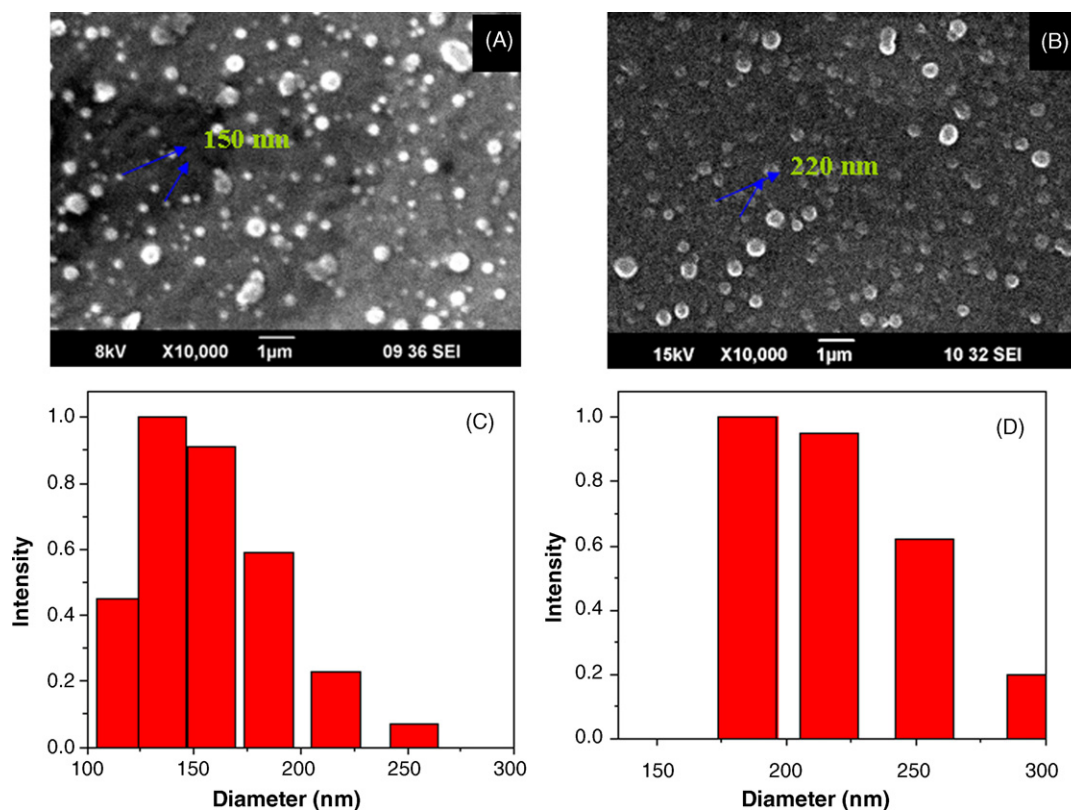 (A)
150 nm
8kV X10,000 1µm 09 36 SEI
(B)
220 nm
15kV X10,000 1µm 10 32 SEI
(C)
1.0
0.8
0.6
0.4
0.2
0.0
Intensity
100 150 200 250 300
Diameter (nm)
(D)
1.0
0.8
0.6
0.4
0.2
0.0
Intensity
150 200 250 300
Diameter (nm)